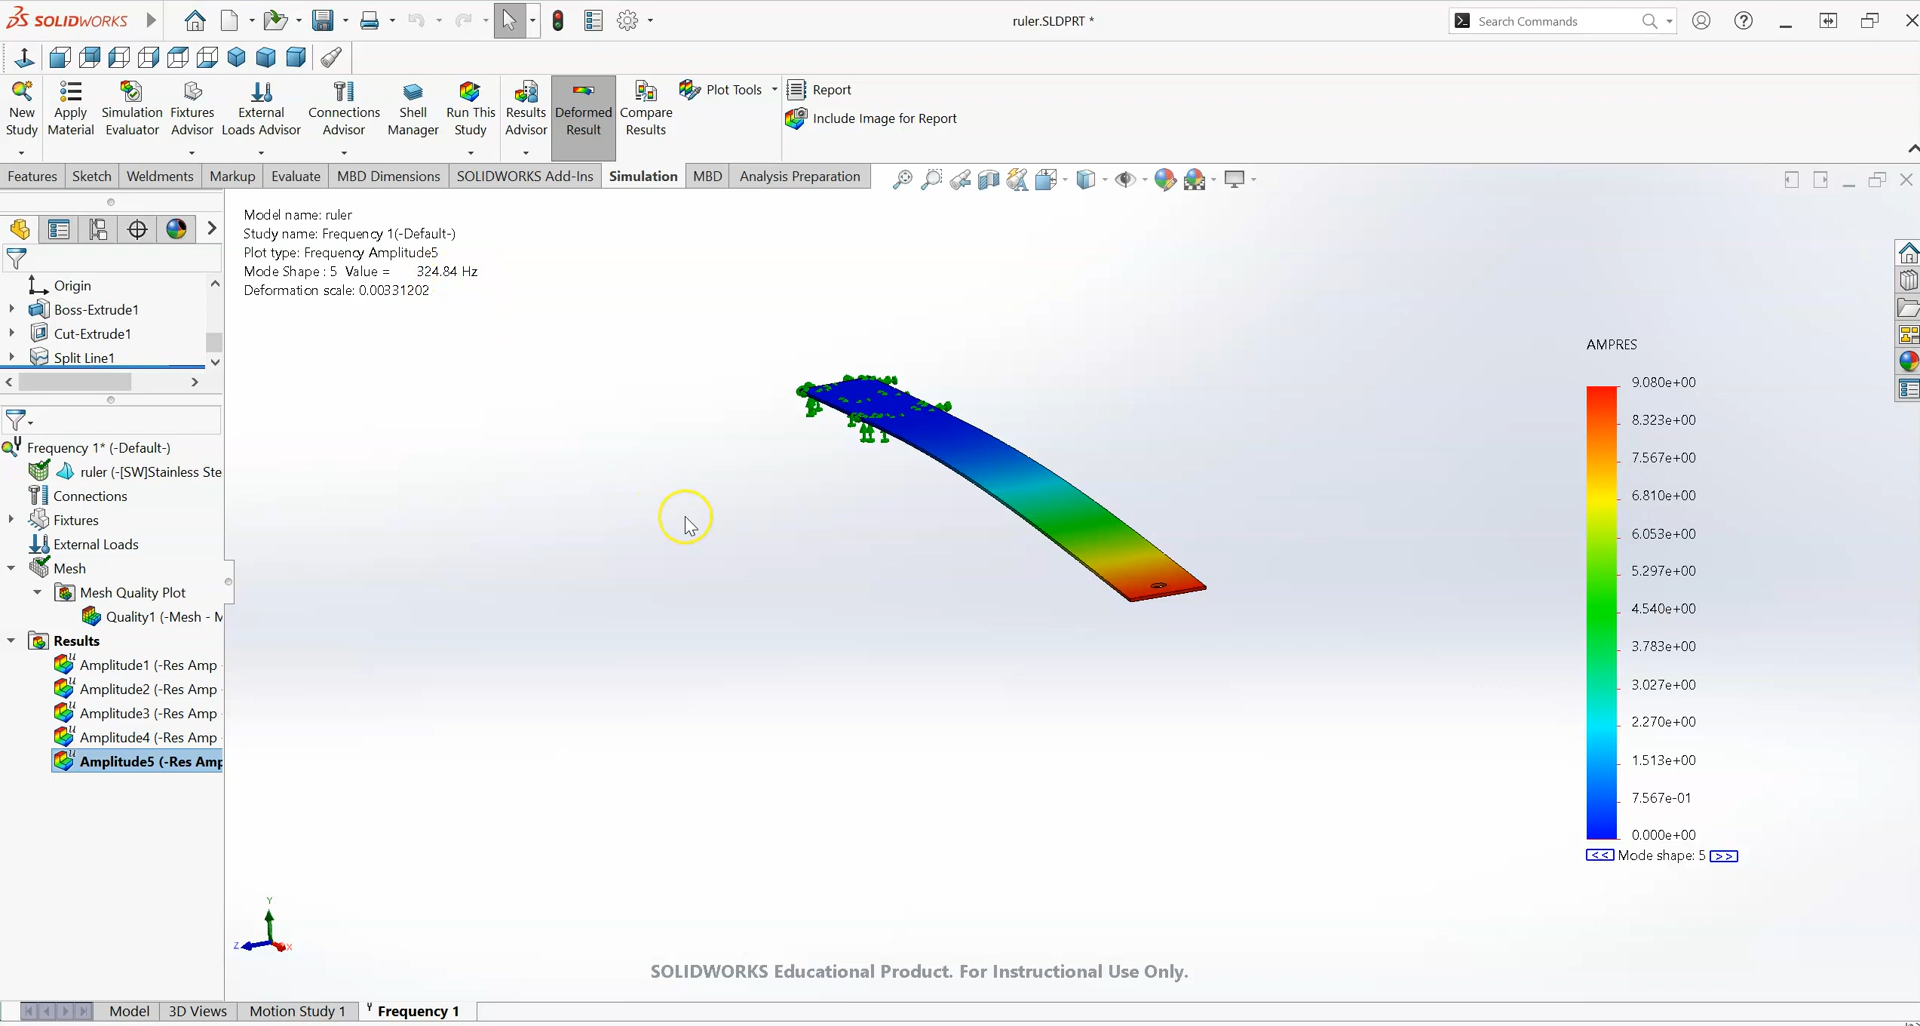 SOLIDWORKS
ruler.SLDPRT *
Search Commands
New Study
Apply Material
Simulation Evaluator
Fixtures Advisor
External Loads Advisor
Connections Advisor
Shell Manager
Run This Study
Results Advisor
Deformed Result
Compare Results
Plot Tools
Report
Include Image for Report
Features
Sketch
Weldments
Markup
Evaluate
MBD Dimensions
SOLIDWORKS Add-Ins
Simulation
MBD
Analysis Preparation
Model name: ruler
Study name: Frequency 1(-Default-)
Plot type: Frequency Amplitude5
Mode Shape : 5 Value = 324.84 Hz
Deformation scale: 0.00331202
Origin
Boss-Extrude1
Cut-Extrude1
Split Line1
Frequency 1* (-Default-)
ruler (-[SW]Stainless Ste
Connections
Fixtures
External Loads
Mesh
Mesh Quality Plot
Quality1 (-Mesh - M
Results
Amplitude1 (-Res Amp
Amplitude2 (-Res Amp
Amplitude3 (-Res Amp
Amplitude4 (-Res Amp
Amplitude5 (-Res Amp
AMPRES
9.080e+00
8.323e+00
7.567e+00
6.810e+00
6.053e+00
5.297e+00
4.540e+00
3.783e+00
3.027e+00
2.270e+00
1.513e+00
7.567e-01
0.000e+00
<< Mode shape: 5 >>
Y
Z
X
SOLIDWORKS Educational Product. For Instructional Use Only.
Model
3D Views
Motion Study 1
Frequency 1